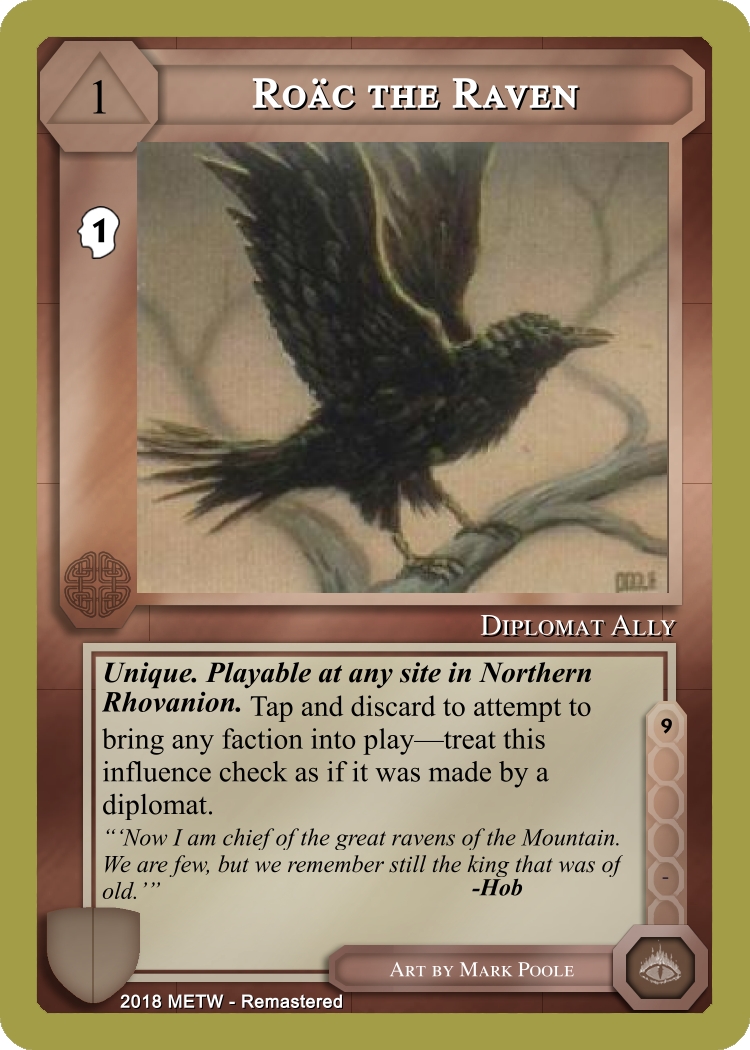 1
Roäc the Raven
1
POOLE
Diplomat Ally
Unique. Playable at any site in Northern
Rhovanion. Tap and discard to attempt to
bring any faction into play—treat this
influence check as if it was made by a
diplomat.
9
“‘Now I am chief of the great ravens of the Mountain.
We are few, but we remember still the king that was of
old.’”
-Hob
-
Art by Mark Poole
2018 METW - Remastered